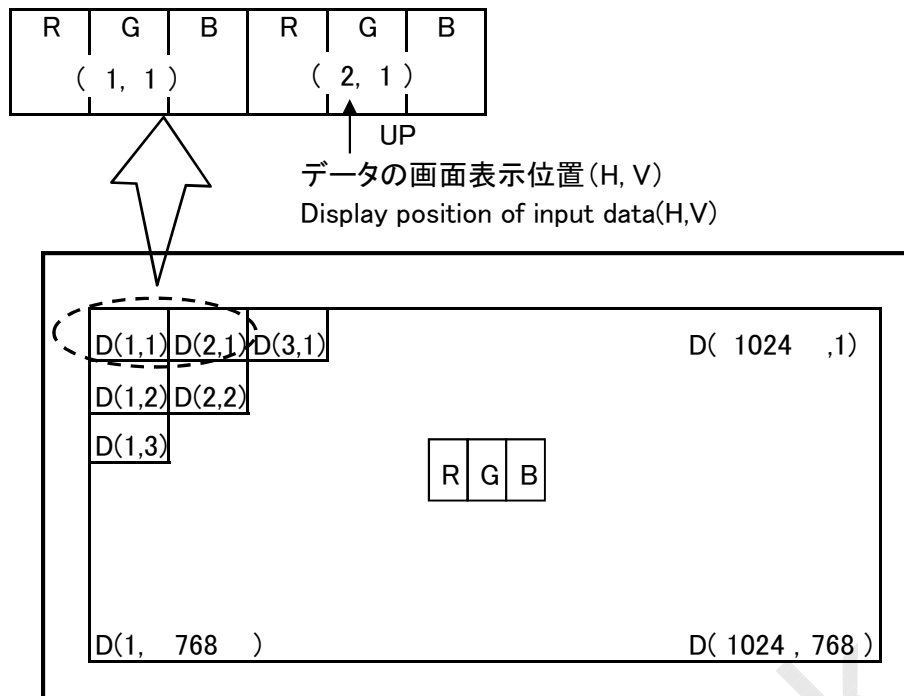 R G B R G B
( 1, 1 ) ( 2, 1 )
UP
データの画面表示位置(H, V)
Display position of input data(H,V)
D(1,1) D(2,1) D(3,1) D( 1024 ,1)
D(1,2) D(2,2)
D(1,3)
R G B
D(1, 768 ) D( 1024 , 768 )